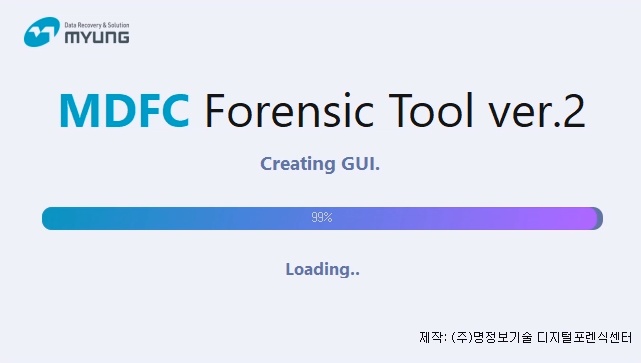 Data Recovery & Solution
MYUNG
MDFC Forensic Tool ver.2
Creating GUI.
99%
Loading..
제작: (주)명정보기술 디지털포렌식센터